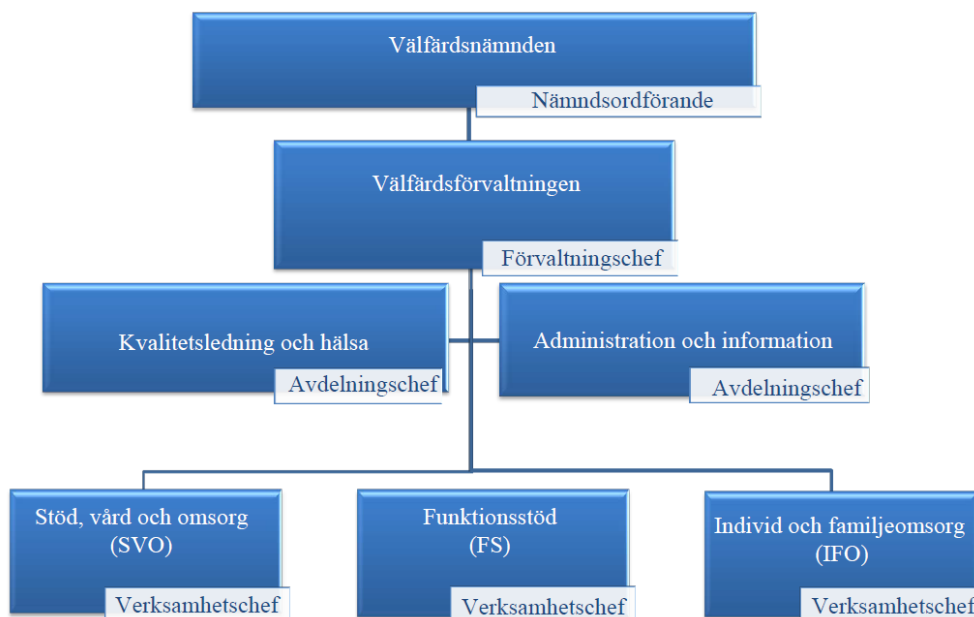 Välfärdsnämnden
Nämndsordförande
Välfärdsförvaltningen
Förvaltningschef
Kvalitetsledning och hälsa
Avdelningschef
Administration och information
Avdelningschef
Stöd, vård och omsorg
(SVO)
Verksamhetschef
Funktionsstöd
(FS)
Verksamhetschef
Individ och familjeomsorg
(IFO)
Verksamhetschef